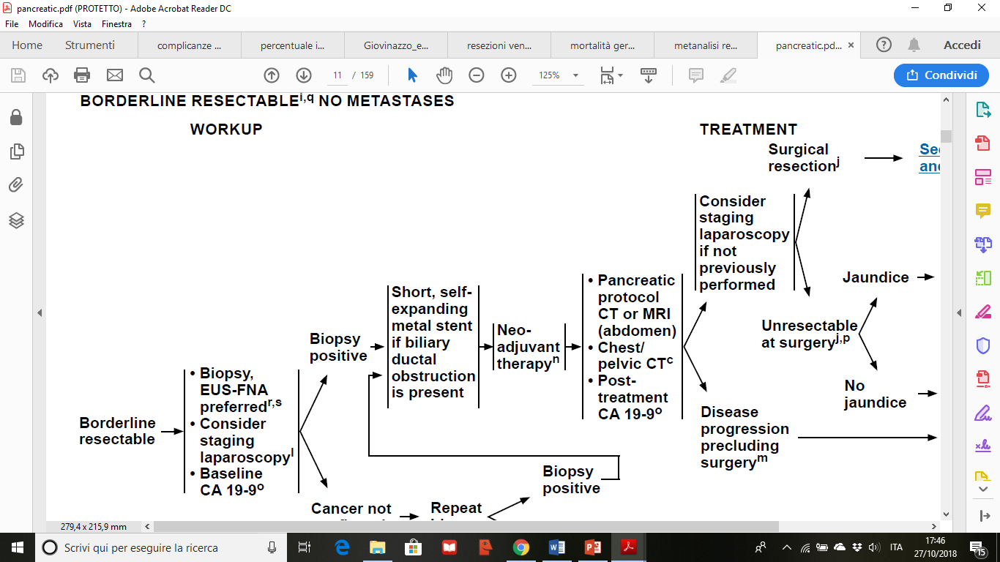 pancreatic.pdf (PROTETTO) - Adobe Acrobat Reader DC
File Modifica Vista Finestra ?
Home Strumenti complicanze ... percentuale i... Giovinazzo_e... resezioni ven... mortalità ger... metanalisi re... pancreatic.pd... × Accedi
11 / 159 125% Condividi
BORDERLINE RESECTABLEi,q NO METASTASES
WORKUP
TREATMENT
Borderline
resectable
• Biopsy,
EUS-FNA
preferredr,s
• Consider
staging
laparoscopyl
• Baseline
CA 19-9o
Biopsy
positive
Cancer not
Repeat
Biopsy
positive
Short, self-
expanding
metal stent
if biliary
ductal
obstruction
is present
Neo-
adjuvant
therapyn
• Pancreatic
protocol
CT or MRI
(abdomen)
• Chest/
pelvic CTc
• Post-
treatment
CA 19-9o
Consider
staging
laparoscopy
if not
previously
performed
Disease
progression
precluding
surgerym
Surgical
resectionj
Unresectable
at surgeryj,p
Jaundice
No
jaundice
279,4 x 215,9 mm
Scrivi qui per eseguire la ricerca
ITA
17:46
27/10/2018
15